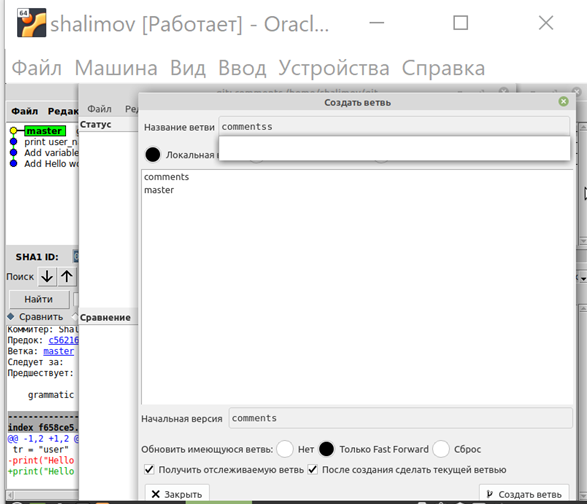 64
shalimov [Работает] - Oracl...
Файл Машина Вид Ввод Устройства Справка
Создать ветвь
Файл
Файл
Статус
Название ветви commentss
master
print user_n
Add variable
Add Hello wo
Локальная
comments
master
SHA1 ID:
Поиск
Найти
Сравнить
Сравнение
Коммитер: Shal
Предок: c56216
Ветка: master
Следует за:
Предшествует:
grammatic
index f658ce5.
@@ -1,2 +1,2 @
tr = "user"
-print("Hello
+print("Hello
Начальная версия comments
Обновить имеющуюся ветвь: Нет Только Fast Forward Сброс
Получить отслеживаемую ветвь После создания сделать текущей ветвью
Закрыть Создать ветвь